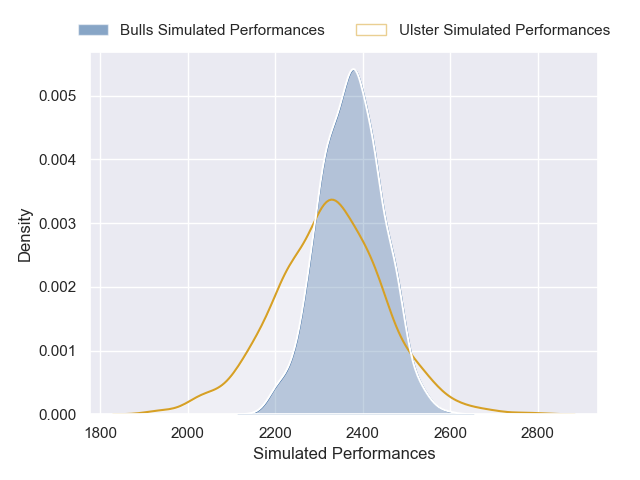 Bulls Simulated Performances Ulster Simulated Performances
0.005
0.004
0.003
0.002
0.001
0.000
Density
1800 2000 2200 2400 2600 2800
Simulated Performances